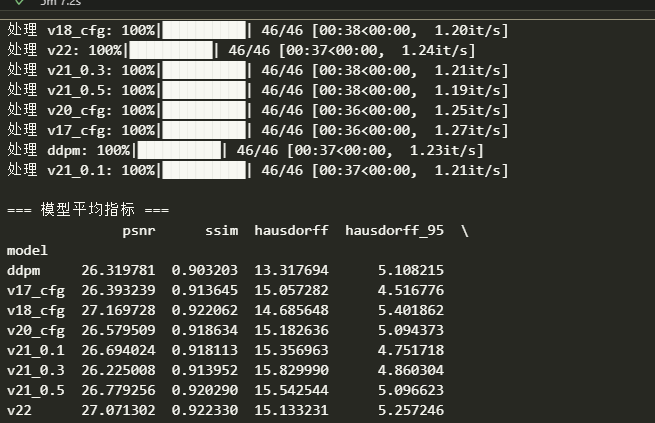 5m 7.2s
处理 v18_cfg: 100%|██████████| 46/46 [00:38<00:00,  1.20it/s]
处理 v22: 100%|██████████| 46/46 [00:37<00:00,  1.24it/s]
处理 v21_0.3: 100%|██████████| 46/46 [00:38<00:00,  1.21it/s]
处理 v21_0.5: 100%|██████████| 46/46 [00:38<00:00,  1.19it/s]
处理 v20_cfg: 100%|██████████| 46/46 [00:36<00:00,  1.25it/s]
处理 v17_cfg: 100%|██████████| 46/46 [00:36<00:00,  1.27it/s]
处理 ddpm: 100%|██████████| 46/46 [00:37<00:00,  1.23it/s]
处理 v21_0.1: 100%|██████████| 46/46 [00:37<00:00,  1.21it/s]
=== 模型平均指标 ===
psnr ssim hausdorff hausdorff_95 \
model
ddpm 26.319781 0.903203 13.317694 5.108215
v17_cfg 26.393239 0.913645 15.057282 4.516776
v18_cfg 27.169728 0.922062 14.685648 5.401862
v20_cfg 26.579509 0.918634 15.182636 5.094373
v21_0.1 26.694024 0.918113 15.356963 4.751718
v21_0.3 26.225008 0.913952 15.829990 4.860304
v21_0.5 26.779256 0.920290 15.542544 5.096623
v22 27.071302 0.922330 15.133231 5.257246